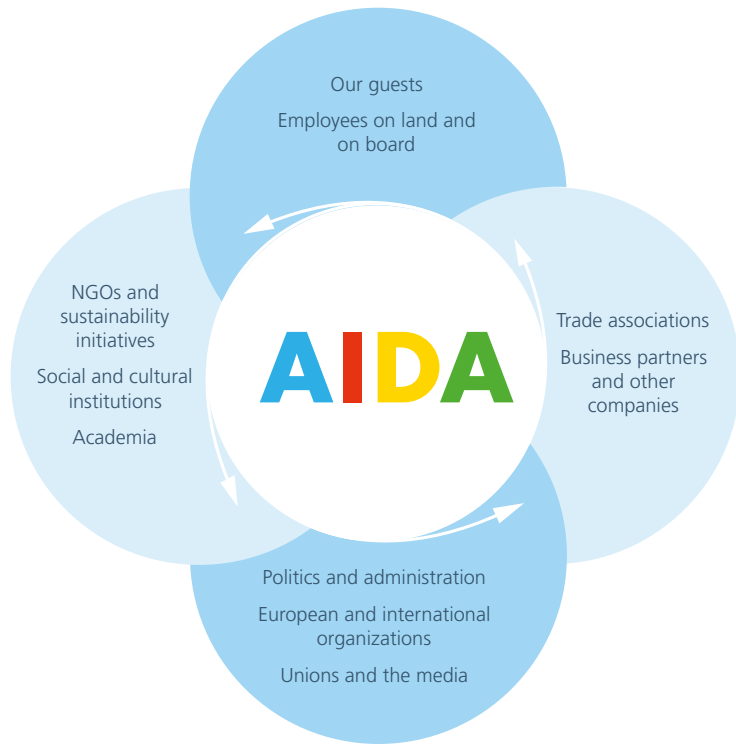 Our guests
Employees on land and
on board
NGOs and
sustainability
initiatives
Social and cultural
institutions
Academia
AIDA
Trade associations
Business partners
and other
companies
Politics and administration
European and international
organizations
Unions and the media